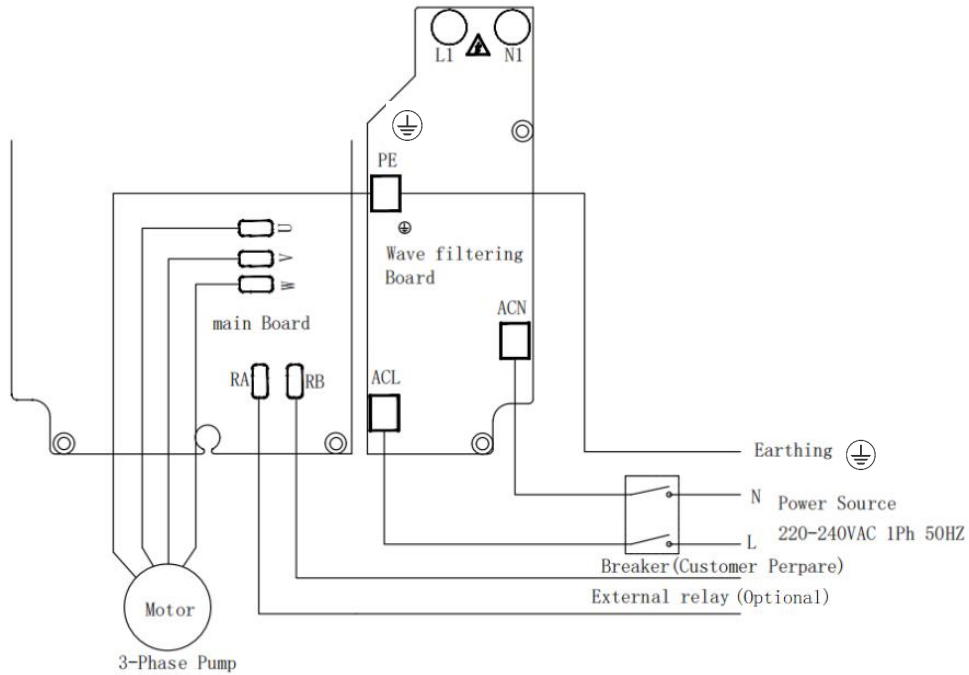 L1
N1
PE
U
V
W
Wave filtering
Board
ACN
main Board
RA
RB
ACL
Earthing
N
Power Source
L
220-240VAC 1Ph 50HZ
Breaker(Customer Perpare)
External relay(Optional)
Motor
3-Phase Pump